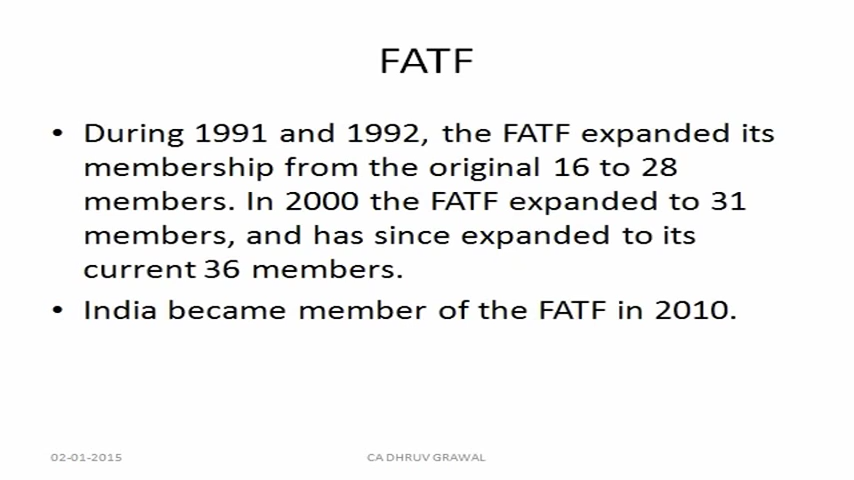 FATF
• During 1991 and 1992, the FATF expanded its
membership from the original 16 to 28
members. In 2000 the FATF expanded to 31
members, and has since expanded to its
current 36 members.
• India became member of the FATF in 2010.
02-01-2015
CA DHRUV GRAWAL